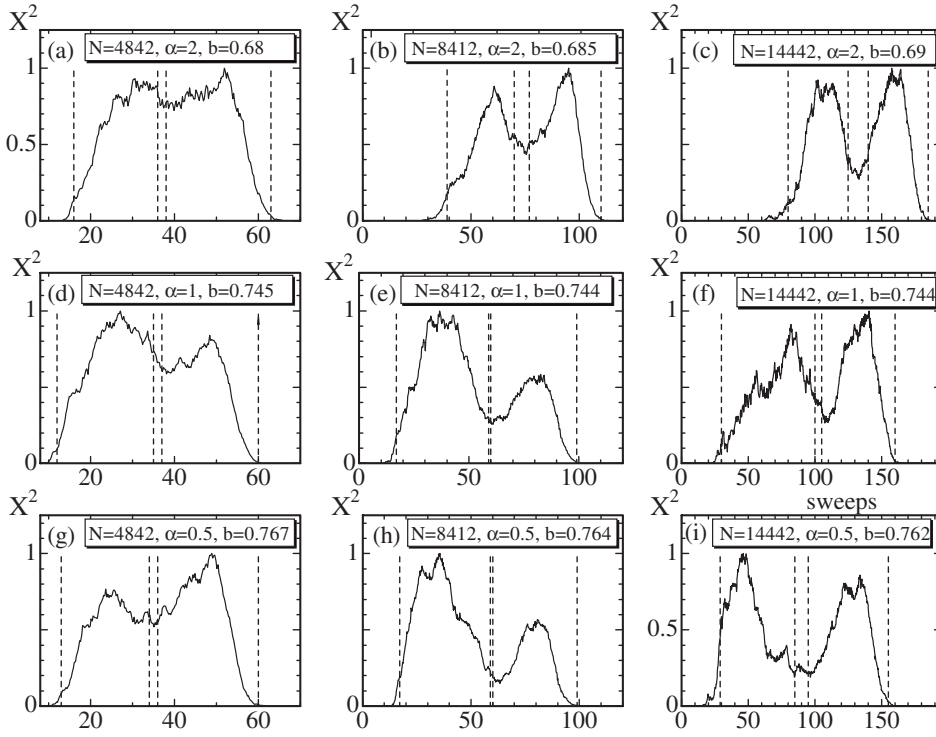 X²
(a) N=4842, α=2, b=0.68
1
0.5
0
20 40 60
X²
(b) N=8412, α=2, b=0.685
1
0
0 50 100
X²
(c) N=14442, α=2, b=0.69
1
0
0 50 100 150
X²
(d) N=4842, α=1, b=0.745
1
0
20 40 60
X²
(e) N=8412, α=1, b=0.744
1
0
0 50 100
X²
(f) N=14442, α=1, b=0.744
1
0
0 50 100 150
sweeps
X²
(g) N=4842, α=0.5, b=0.767
1
0
20 40 60
X²
(h) N=8412, α=0.5, b=0.764
1
0
0 50 100
X²
(i) N=14442, α=0.5, b=0.762
1
0.5
0
0 50 100 150